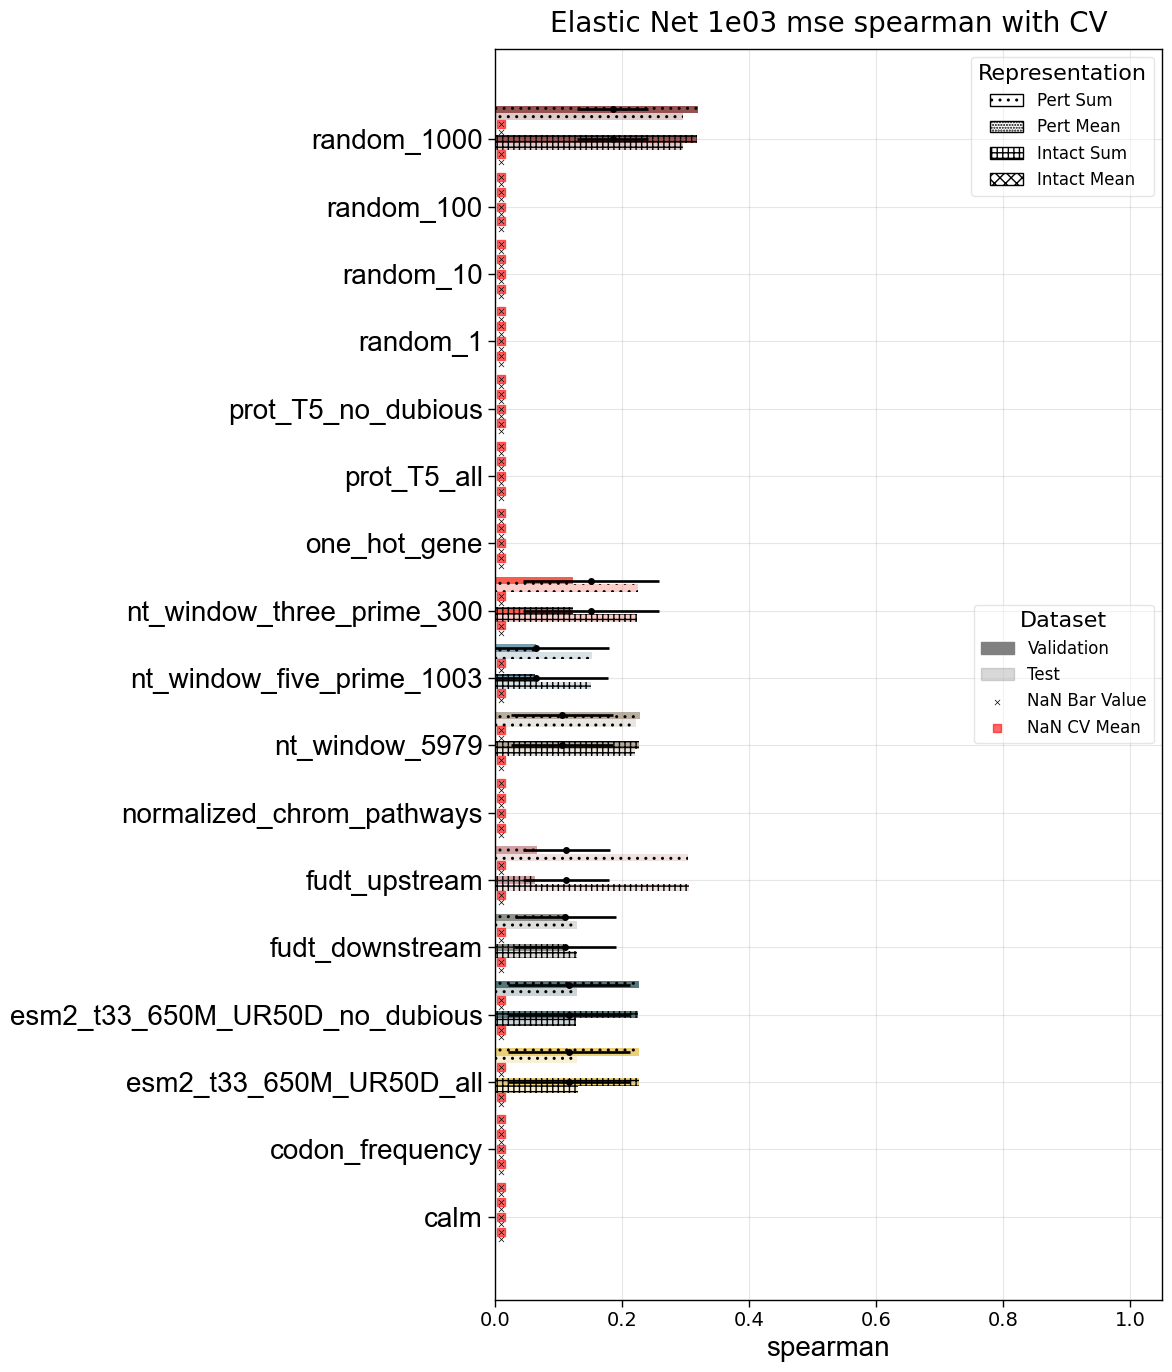 Elastic Net 1e03 mse spearman with CV
Representation
Pert Sum
Pert Mean
Intact Sum
Intact Mean
random_1000
random_100
random_10
random_1
prot_T5_no_dubious
prot_T5_all
one_hot_gene
nt_window_three_prime_300
nt_window_five_prime_1003
nt_window_5979
normalized_chrom_pathways
fudt_upstream
fudt_downstream
esm2_t33_650M_UR50D_no_dubious
esm2_t33_650M_UR50D_all
codon_frequency
calm
Dataset
Validation
Test
NaN Bar Value
NaN CV Mean
0.0 0.2 0.4 0.6 0.8 1.0
spearman